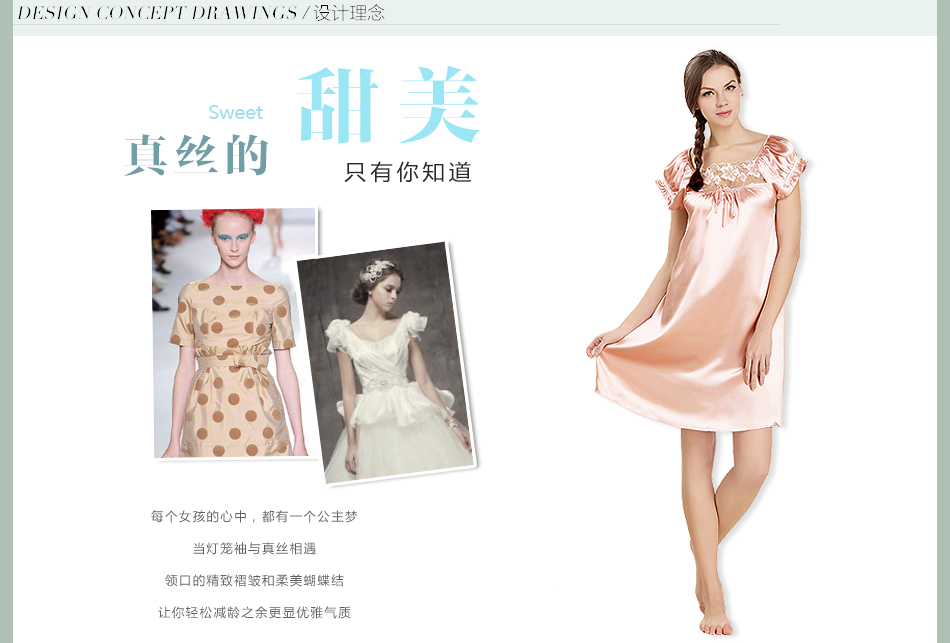 DESIGN CONCEPT DRAWINGS / 设计理念
Sweet
真丝的
甜美
只有你知道
每个女孩的心中，都有一个公主梦
当灯笼袖与真丝相遇
领口的精致褶皱和柔美蝴蝶结
让你轻松减龄之余更显优雅气质